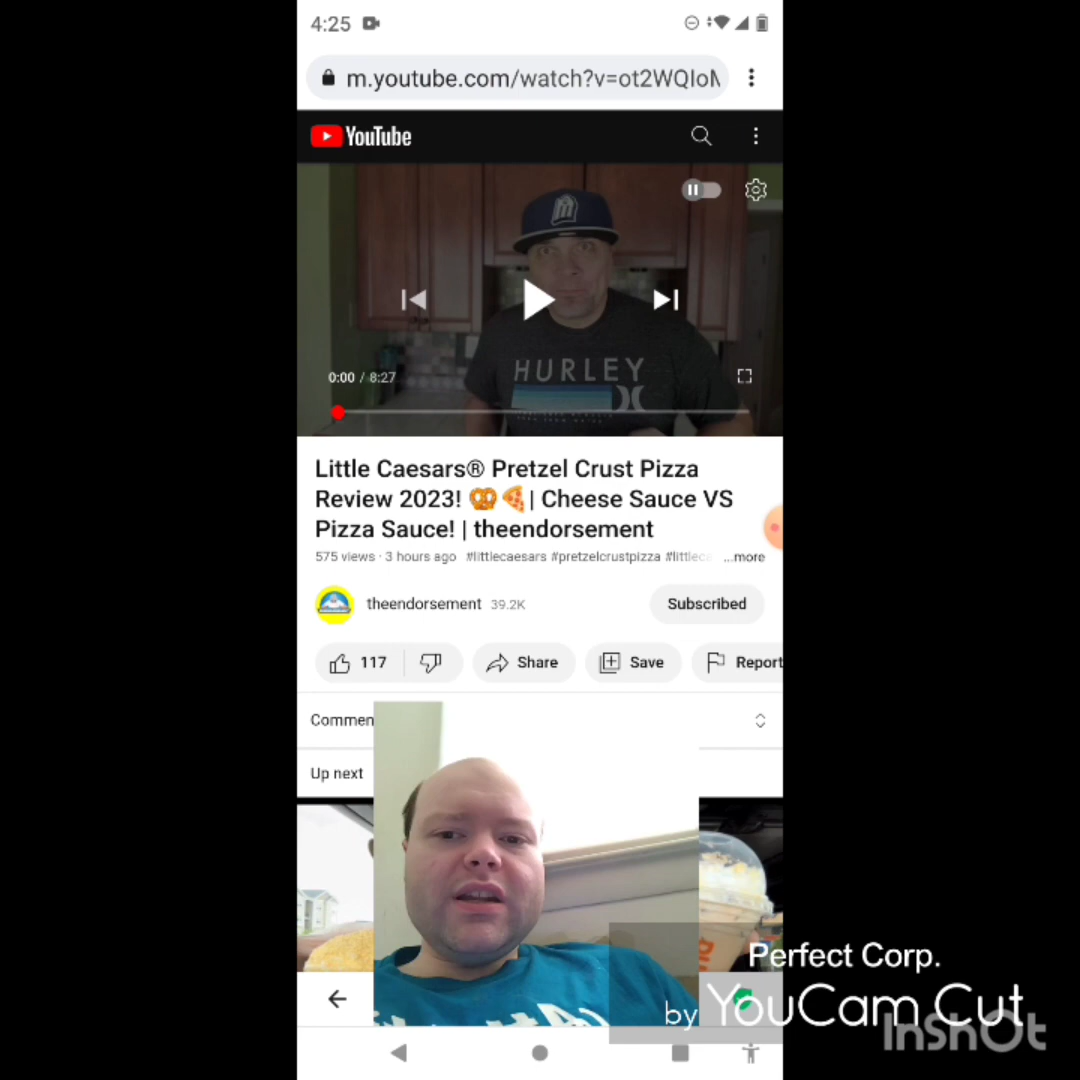 4:25
m.youtube.com/watch?v=ot2WQIoM
YouTube
HURLEY
0:00 / 8:27
Little Caesars® Pretzel Crust Pizza
Review 2023! 🥨🍕| Cheese Sauce VS
Pizza Sauce! | theendorsement
575 views · 3 hours ago #littlecaesars #pretzelcrustpizza #littlec ...more
theendorsement 39.2K
Subscribed
117
Share
Save
Report
Commen
Up next
Perfect Corp.
by YouCam Cut
InShOt